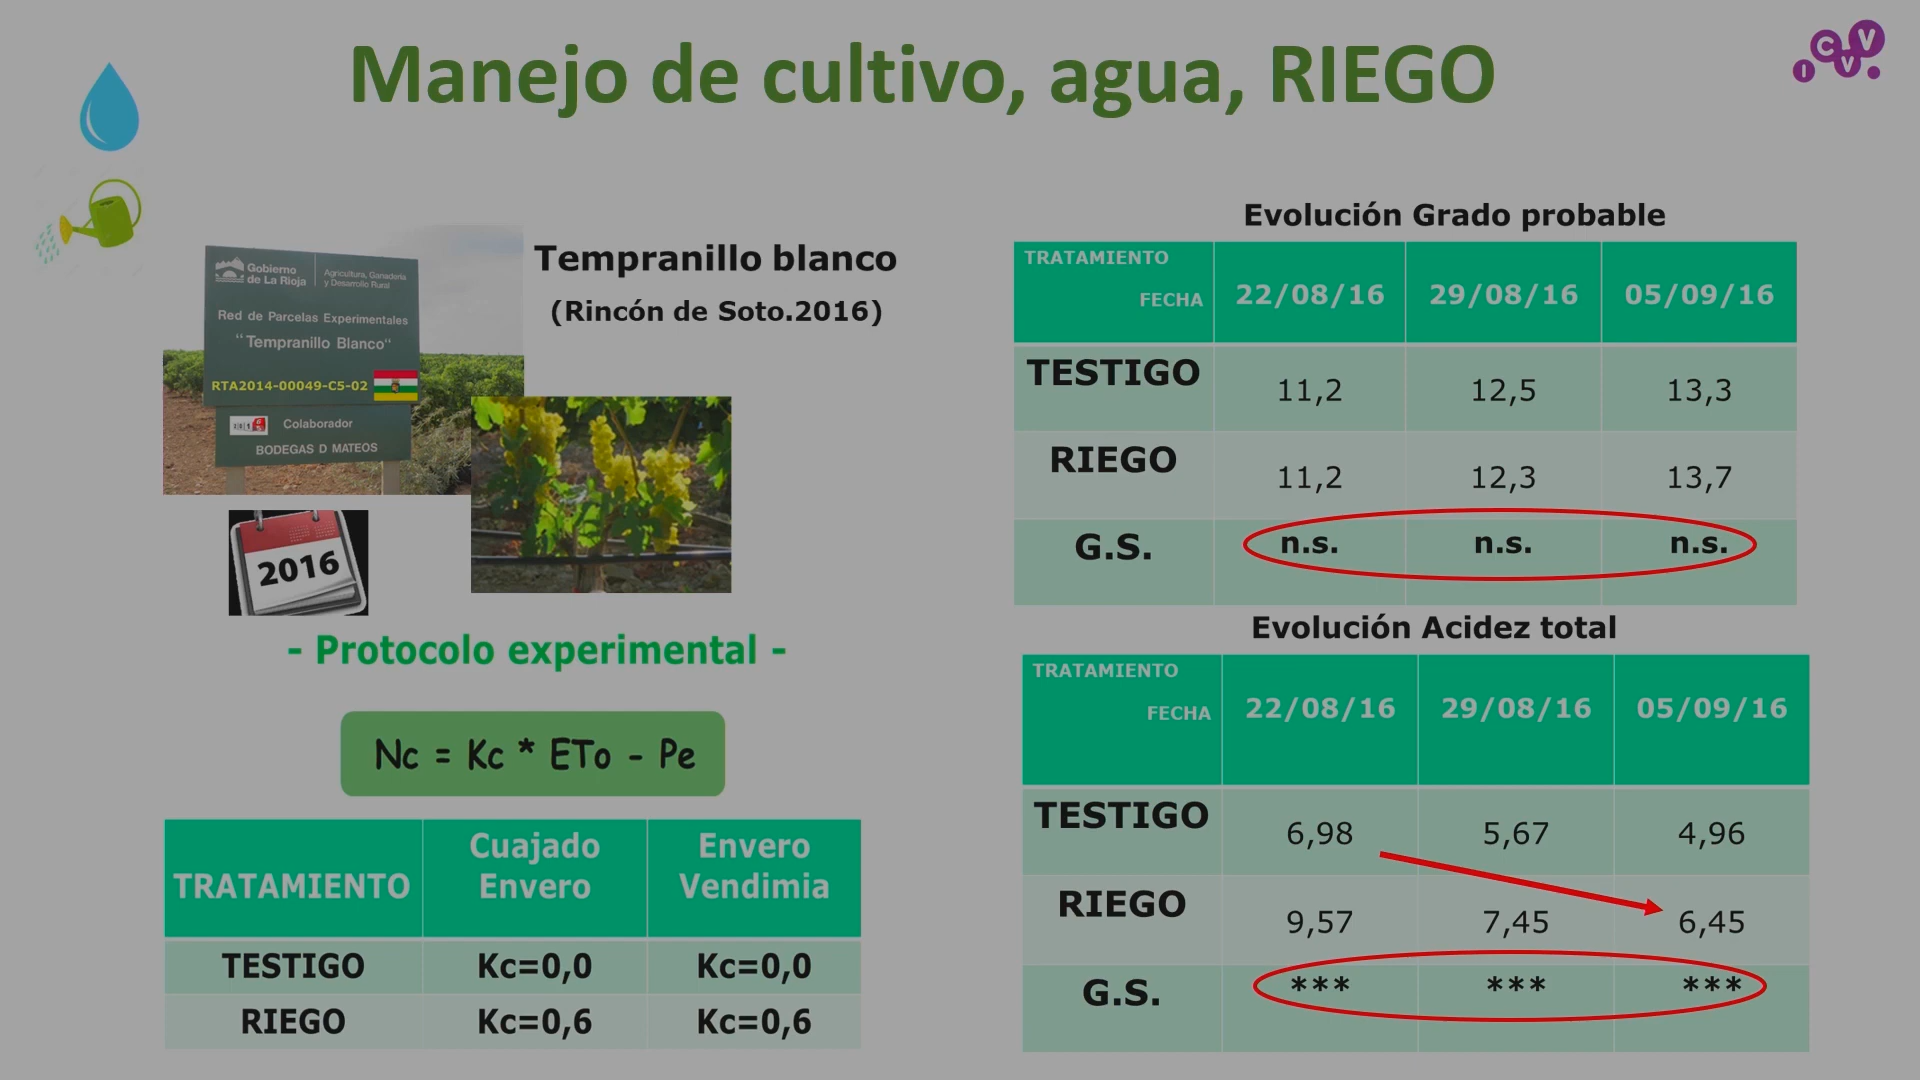 Manejo de cultivo, agua, RIEGO
ICVV
Gobierno
de La Rioja
Agricultura, Ganadería
y Desarrollo Rural
Red de Parcelas Experimentales
"Tempranillo Blanco"
RTA2014-00049-C5-02
Colaborador
BODEGAS D MATEOS
Tempranillo blanco
(Rincón de Soto.2016)
2016
- Protocolo experimental -
Nc = Kc * ETo - Pe
TRATAMIENTO Cuajado Envero Envero Vendimia
TESTIGO Kc=0,0 Kc=0,0
RIEGO Kc=0,6 Kc=0,6
Evolución Grado probable
TRATAMIENTO
FECHA 22/08/16 29/08/16 05/09/16
TESTIGO 11,2 12,5 13,3
RIEGO 11,2 12,3 13,7
G.S. n.s. n.s. n.s.
Evolución Acidez total
TRATAMIENTO
FECHA 22/08/16 29/08/16 05/09/16
TESTIGO 6,98 5,67 4,96
RIEGO 9,57 7,45 6,45
G.S. *** *** ***